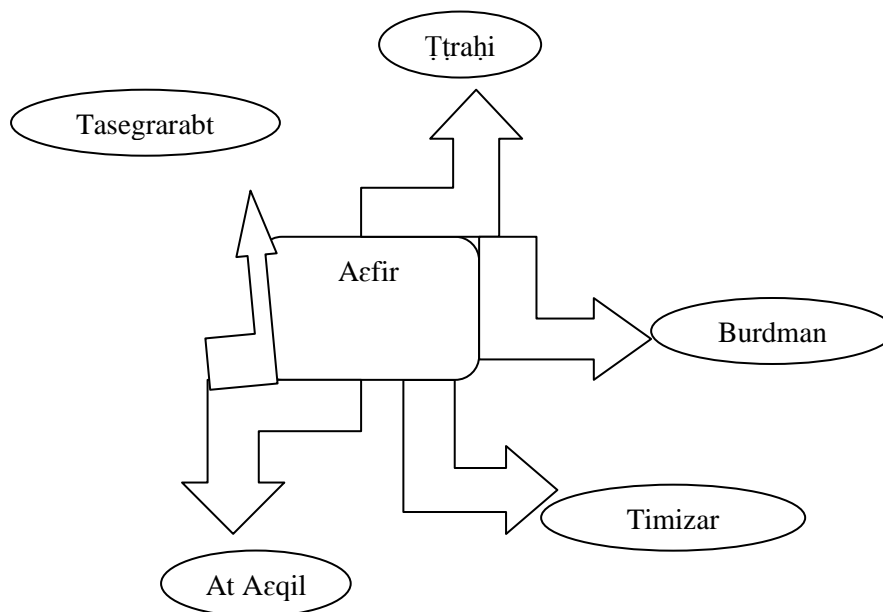 Ṭṭraḥi
Tasegrarabt
Aɛfir
Burdman
Timizar
At Aɛqil